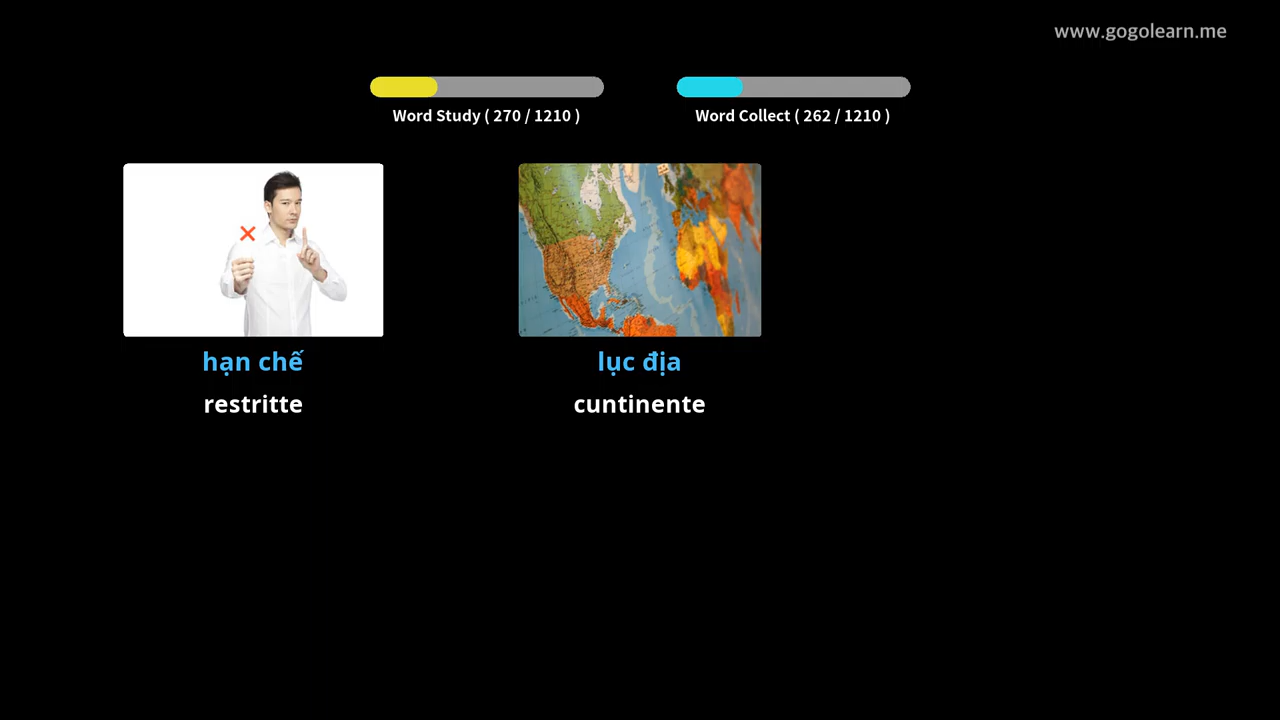 www.gogolearn.me
Word Study ( 270 / 1210 )
Word Collect ( 262 / 1210 )
hạn chế
restritte
lục địa
cuntinente